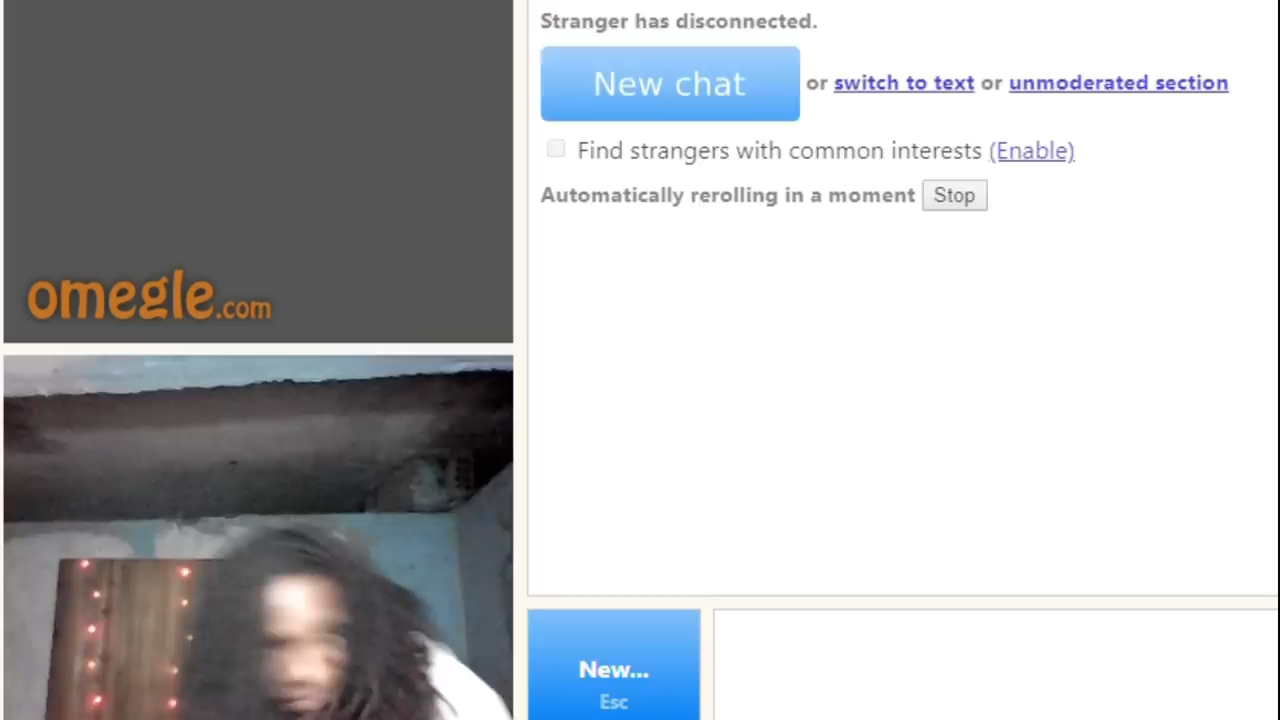 Stranger has disconnected.
New chat or switch to text or unmoderated section
Find strangers with common interests (Enable)
Automatically rerolling in a moment Stop
omegle.com
New...
Esc